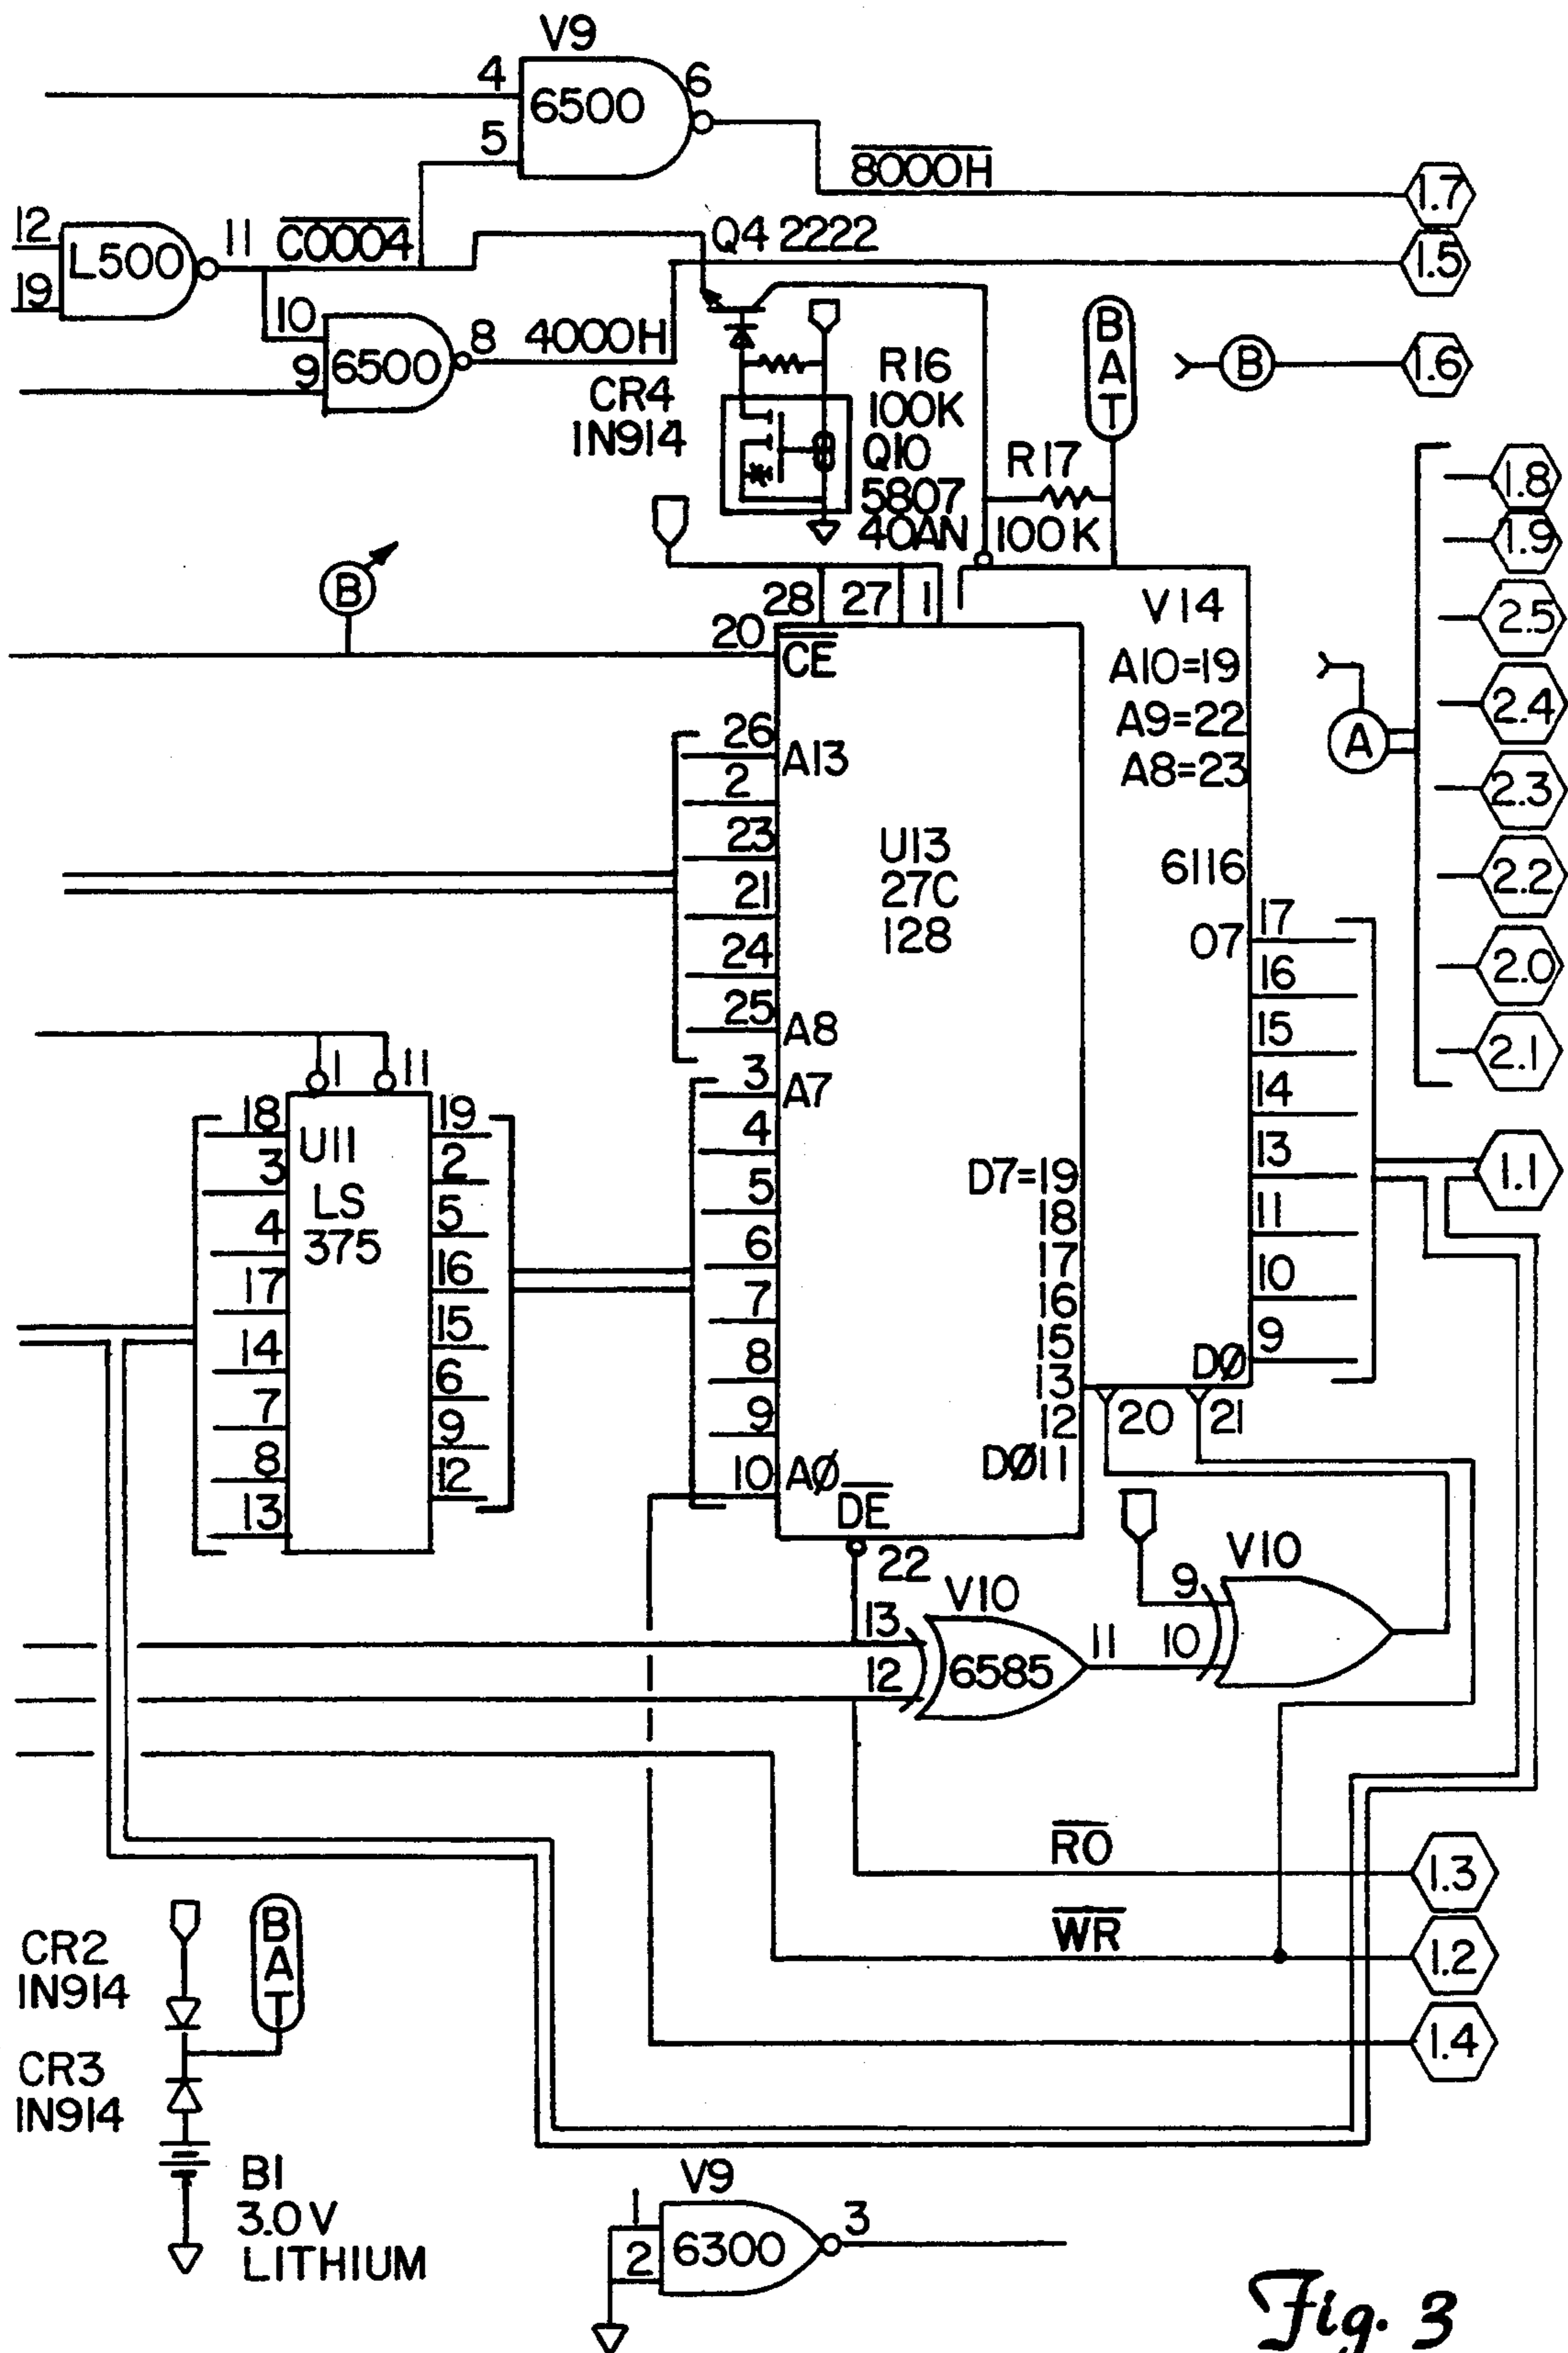 V9
4
6500
6
5
8000H
1.7
12
L500
11
C0004
Q4 2222
1.5
19
10
6500
8
4000H
9
CR4
1N914
R16
100K
Q10
5807
40AN
BAT
B
1.6
R17
100K
1.8
1.9
2.5
2.4
2.3
2.2
2.0
2.1
A
B
28
27
1
20
CE
V14
A10=19
A9=22
A8=23
6116
07
17
16
15
14
13
11
10
9
DØ
26
A13
2
23
21
24
25
A8
3
A7
4
5
6
7
8
9
10
AØ
DE
U13
27C
128
D7=19
18
17
16
15
13
12
DØ11
20
21
1.1
1
11
18
3
4
17
14
7
8
13
U11
LS
375
19
2
5
16
15
6
9
12
22
V10
13
12
6585
11
V10
9
10
RO
1.3
WR
1.2
1.4
CR2
1N914
BAT
CR3
1N914
B1
3.0V
LITHIUM
V9
1
2
6300
3
Fig. 3